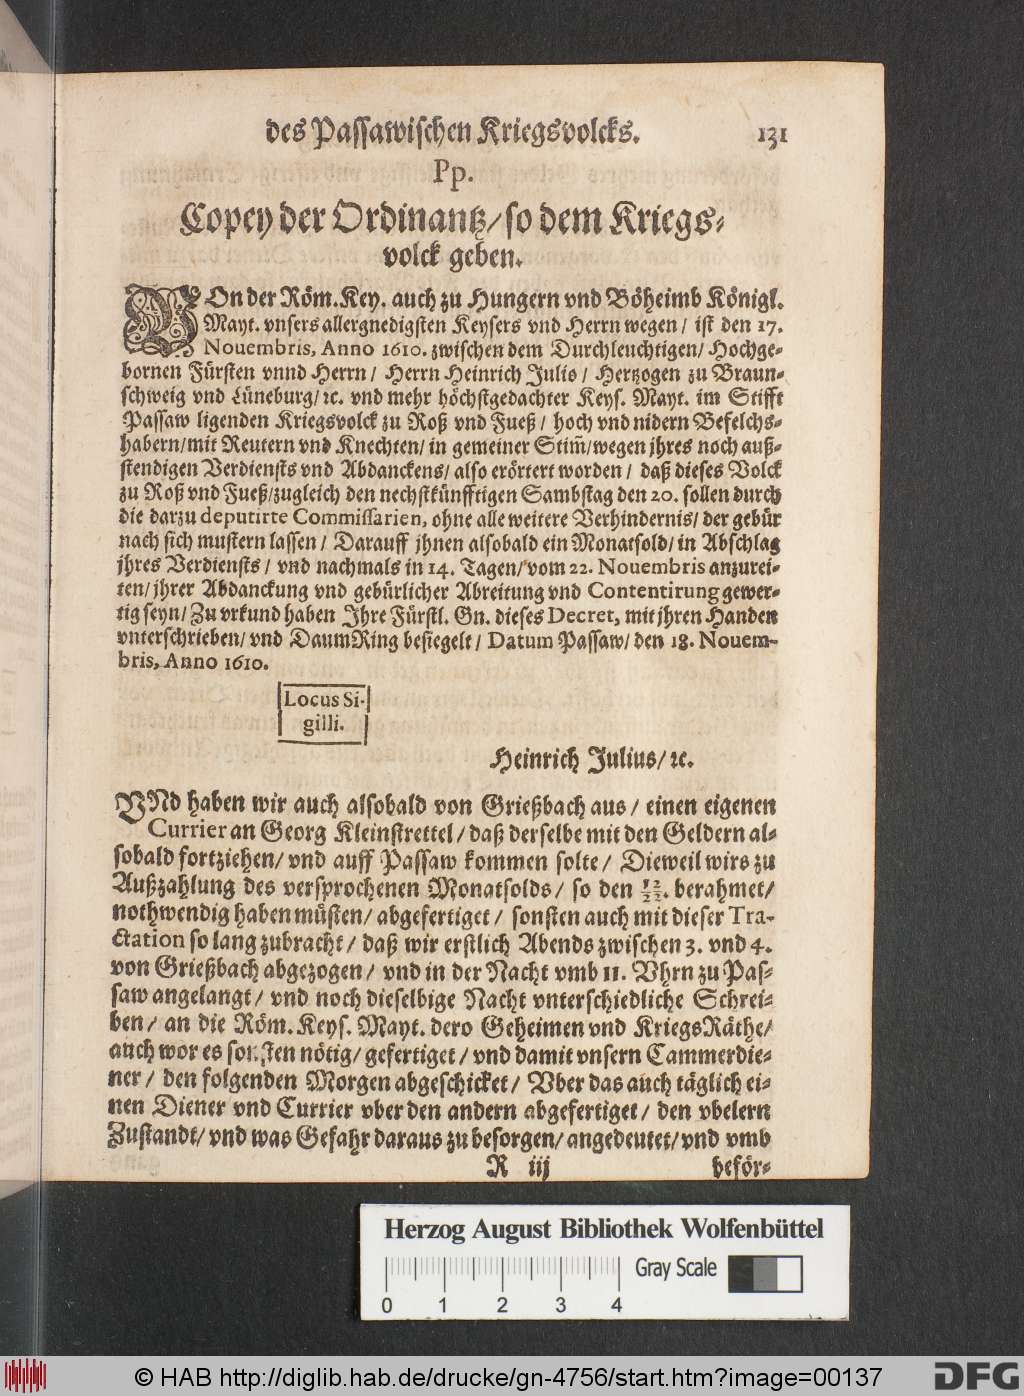 des Passawischen Kriegsvolcks. 131
Pp.
Copey der Ordinantz/ so dem Kriegs-
volck geben.
VOn der Röm. Key. auch zu Hungern vnd Böheimb Königl.
Mayt. vnsers allergnedigsten Keysers vnd Herrn wegen / ist den 17.
Nouembris, Anno 1610. zwischen dem Durchleuchtigen/ Hochge-
bornen Fürsten vnnd Herrn / Herrn Heinrich Julio / Hertzogen zu Braun-
schweig vnd Lüneburg/ ꝛc. vnd mehr höchstgedachter Keys. Mayt. im Stifft
Passaw ligenden Kriegsvolck zu Roß vnd Fueß / hoch vnd nidern Befelchs-
habern/ mit Reutern vnd Knechten/ in gemeiner Stim̃/ wegen jhres noch auß-
stendigen Verdiensts vnd Abdanckens/ also erörtert worden / daß dieses Volck
zu Roß vnd Fueß/ zugleich den nechstkünfftigen Sambstag den 20. sollen durch
die darzu deputirte Commissarien, ohne alle weitere Verhindernis/ der gebür
nach sich mustern lassen / Darauff jhnen alsobald ein Monatsold/ in Abschlag
jhres Verdiensts / vnd nachmals in 14. Tagen/ vom 22. Nouembris anzurei-
ten/ jhrer Abdanckung vnd gebürlicher Abreitung vnd Contentirung gewer-
tig seyn/ Zu vrkund haben Ihre Fürstl. Gn. dieses Decret, mit jhren Handen
vnterschrieben/ vnd DaumRing besiegelt / Datum Passaw/ den 18. Nouem-
bris, Anno 1610.
Locus Si-
gilli.
Heinrich Julius/ ꝛc.
VNd haben wir auch alsobald von Grießbach aus / einen eigenen
Currier an Georg Kleinstrettel / daß derselbe mit den Geldern al-
sobald fortziehen/ vnd auff Passaw kommen solte / Dieweil wirs zu
Außzahlung des versprochenen Monatsolds / so den 12/22. berahmet/
nothwendig haben müsten/ abgefertiget / sonsten auch mit dieser Tra-
ctation so lang zubracht / daß wir erstlich Abends zwischen 3. vnd 4.
von Grießbach abgezogen / vnd in der Nacht vmb 11. Vhrn zu Pas-
saw angelangt / vnd noch dieselbige Nacht vnterschiedliche Schrei-
ben / an die Röm. Keys. Mayt. dero Geheimen vnd KriegsRäthe/
auch wor es sonsten nötig/ gefertiget / vnd damit vnsern Cammerdie-
ner / den folgenden Morgen abgeschicket / Vber das auch täglich ei-
nen Diener vnd Currier vber den andern abgefertiget / den vbelern
Zustandt/ vnd was Gefahr daraus zu besorgen/ angedeutet/ vnd vmb
R iij beför-
Herzog August Bibliothek Wolfenbüttel
Gray Scale
0 1 2 3 4
© HAB http://diglib.hab.de/drucke/gn-4756/start.htm?image=00137
DFG